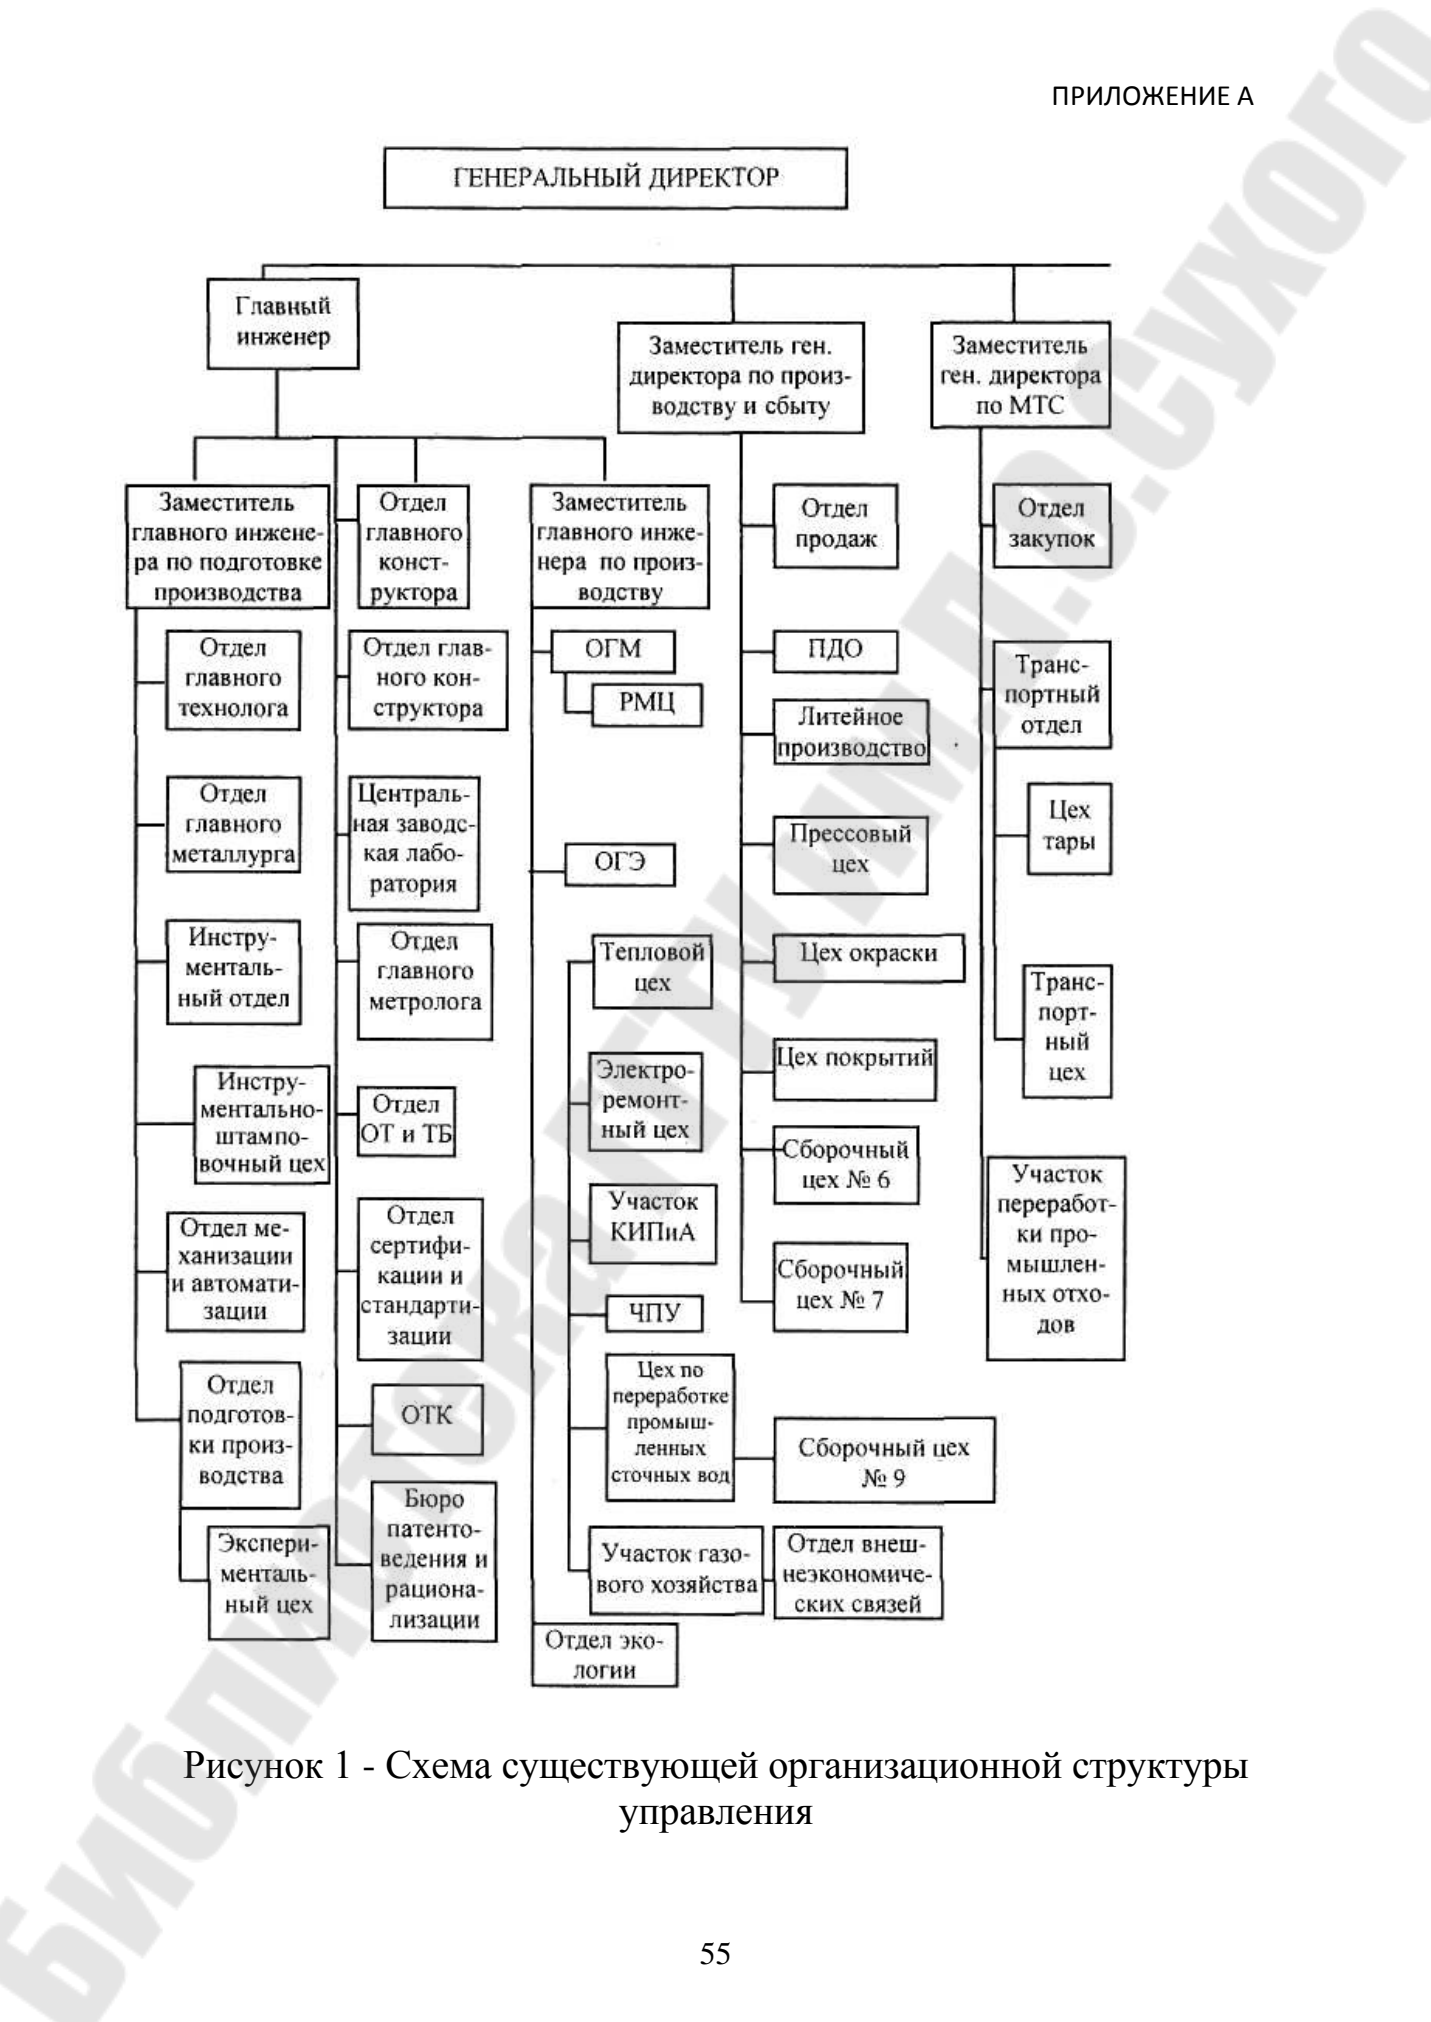 ПРИЛОЖЕНИЕ А
ГЕНЕРАЛЬНЫЙ ДИРЕКТОР
Главный
инженер
Заместитель ген.
директора по произ-
водству и сбыту
Заместитель
ген. директора
по МТС
Заместитель
главного инжене-
ра по подготовке
производства
Отдел
главного
технолога
Отдел
главного
металлурга
Инстру-
менталь-
ный отдел
Инстру-
ментально-
штампо-
вочный цех
Отдел ме-
ханизации
и автомати-
зации
Отдел
подготов-
ки произ-
водства
Экспери-
менталь-
ный цех
Отдел
главного
конст-
руктора
Отдел глав-
ного кон-
структора
Централь-
ная заводс-
кая лабо-
ратория
Отдел
главного
метролога
Отдел
ОТ и ТБ
Отдел
сертифи-
кации и
стандарти-
зации
ОТК
Бюро
патенто-
ведения и
рациона-
лизации
Заместитель
главного инже-
нера по произ-
водству
ОГМ
РМЦ
ОГЭ
Тепловой
цех
Электро-
ремонт-
ный цех
Участок
КИПиА
ЧПУ
Цех по
переработке
промыш-
ленных
сточных вод
Участок газо-
вого хозяйства
Отдел эко-
логии
Отдел
продаж
ПДО
Литейное
производство
Прессовый
цех
Цех окраски
Цех покрытий
Сборочный
цех № 6
Сборочный
цех № 7
Сборочный цех
№ 9
Отдел внеш-
неэкономиче-
ских связей
Отдел
закупок
Транс-
портный
отдел
Цех
тары
Транс-
порт-
ный
цех
Участок
переработ-
ки про-
мышлен-
ных отхо-
дов
Рисунок 1 - Схема существующей организационной структуры
управления
55
Библиотека ГГТУ им.П.О.Сухого